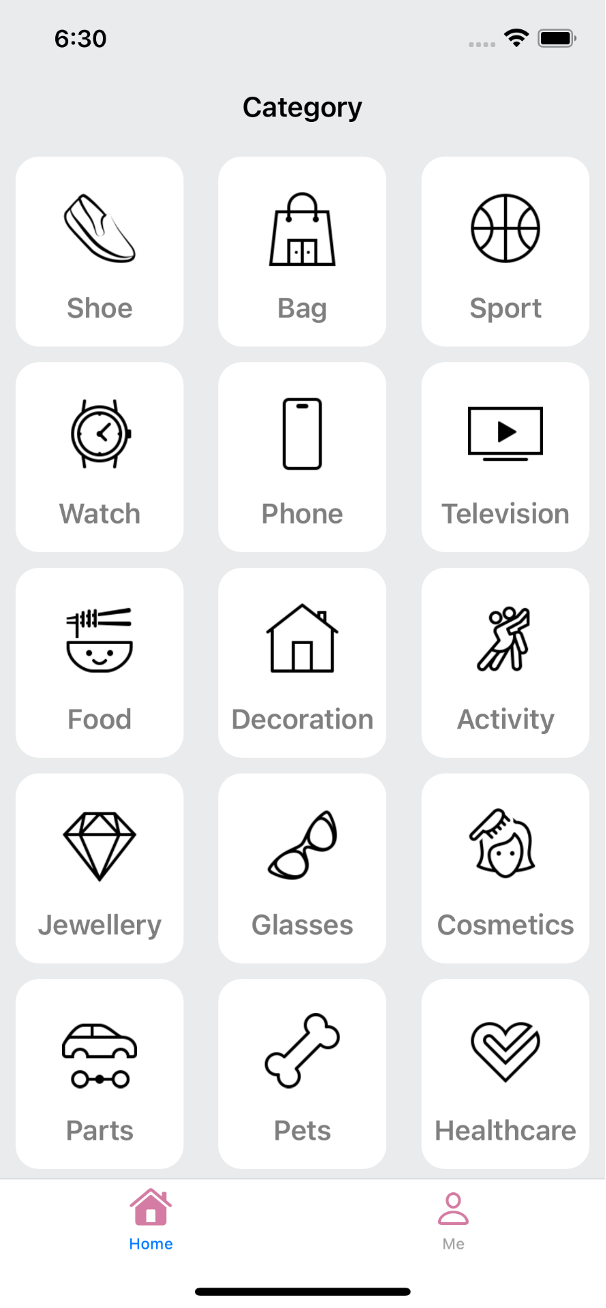 6:30
Category
Shoe
Bag
Sport
Watch
Phone
Television
Food
Decoration
Activity
Jewellery
Glasses
Cosmetics
Parts
Pets
Healthcare
Home
Me